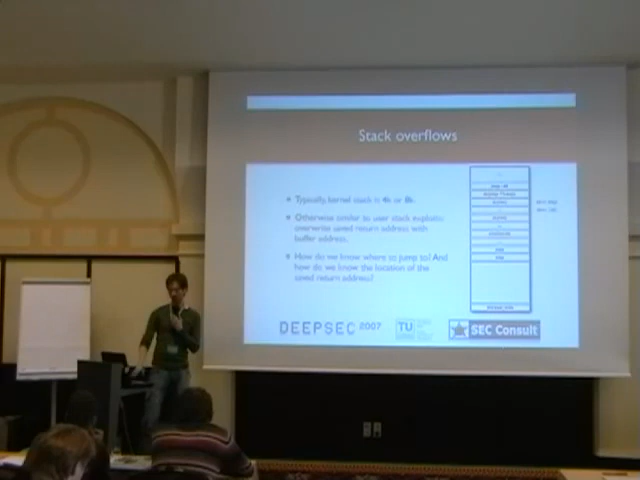 Stack overflows
Typically, kernel stack is 4k or 8k.
Otherwise similar to user stack exploits:
overwrite saved return address with
buffer address.
How do we know where to jump to? And
how do we know the location of the
saved return address?
DEEPSEC 2007
TU
SEC Consult